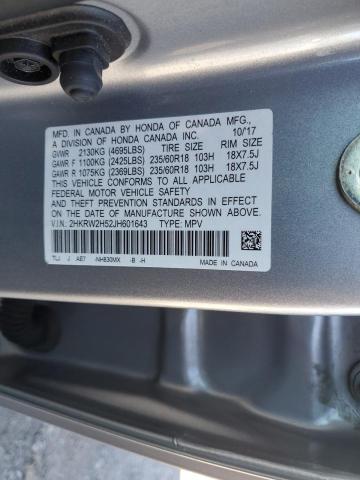 MFD. IN CANADA BY HONDA OF CANADA MFG.,
A DIVISION OF HONDA CANADA INC. 10/17
GVWR 2130KG (4695LBS) TIRE SIZE RIM SIZE
GAWR F 1100KG (2425LBS) 235/60R18 103H 18X7.5J
GAWR R 1075KG (2369LBS) 235/60R18 103H 18X7.5J
THIS VEHICLE CONFORMS TO ALL APPLICABLE
FEDERAL MOTOR VEHICLE SAFETY
AND THEFT PREVENTION STANDARDS IN EFFECT ON
THE DATE OF MANUFACTURE SHOWN ABOVE.
V.I.N. 2HKRW2H52JH601643 TYPE: MPV
MADE IN CANADA
TLJ J AE7 -NH830MX -B -H